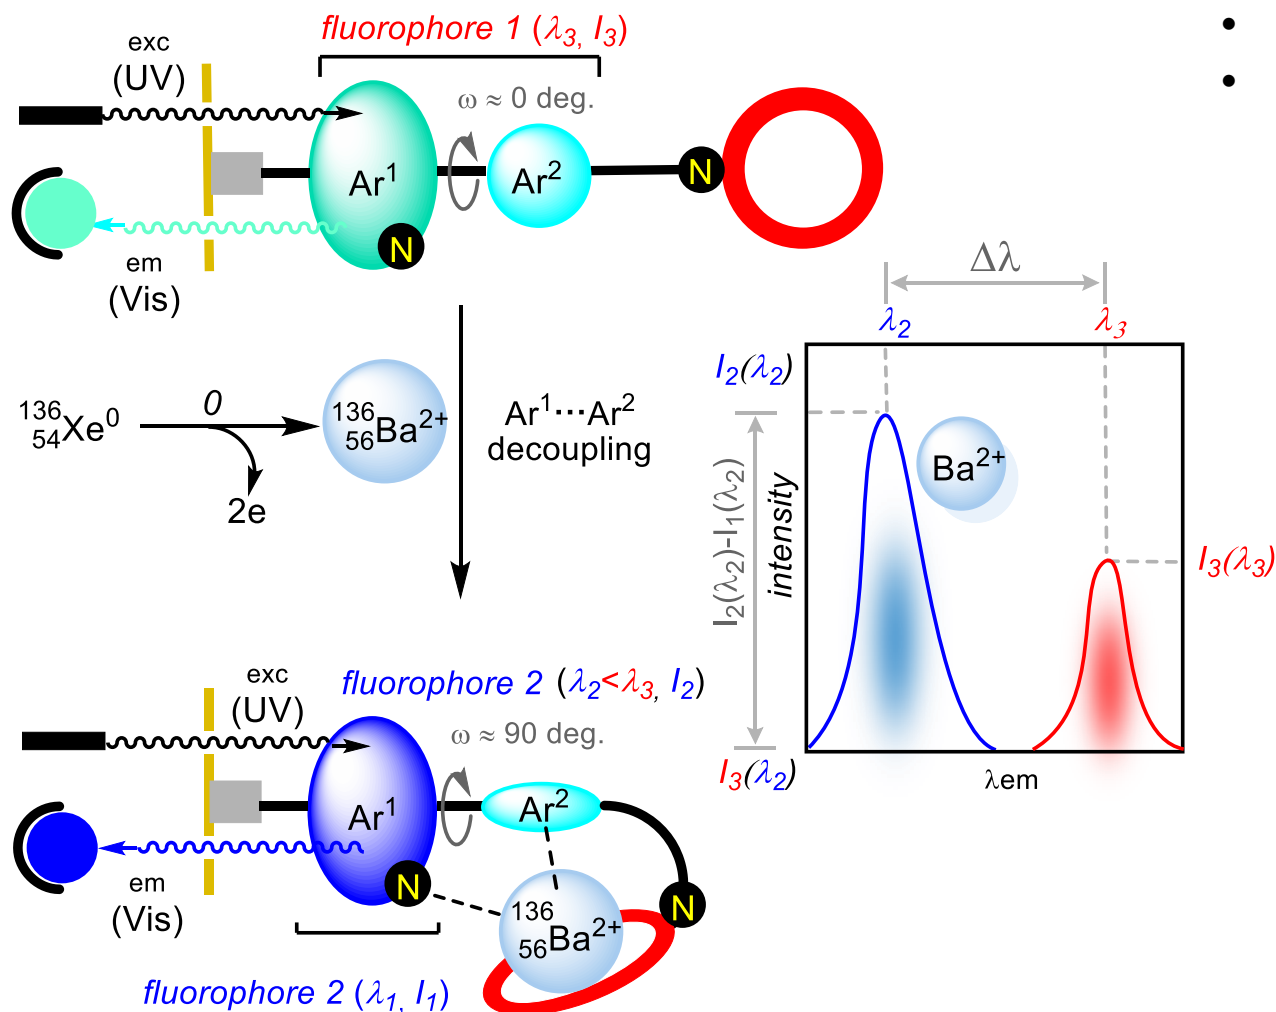 fluorophore 1 (λ3, I3)
exc
(UV)
ω ≈ 0 deg.
Ar1
Ar2
N
N
em
(Vis)
Δλ
λ2
λ3
I2(λ2)
136
54Xe0
0
2e
136
56Ba2+
Ar1···Ar2
decoupling
I2(λ2)-I1(λ2)
intensity
Ba2+
I3(λ3)
I3(λ2)
λem
exc
(UV)
fluorophore 2 (λ2<λ3, I2)
ω ≈ 90 deg.
Ar1
Ar2
N
N
em
(Vis)
136
56Ba2+
fluorophore 2 (λ1, I1)